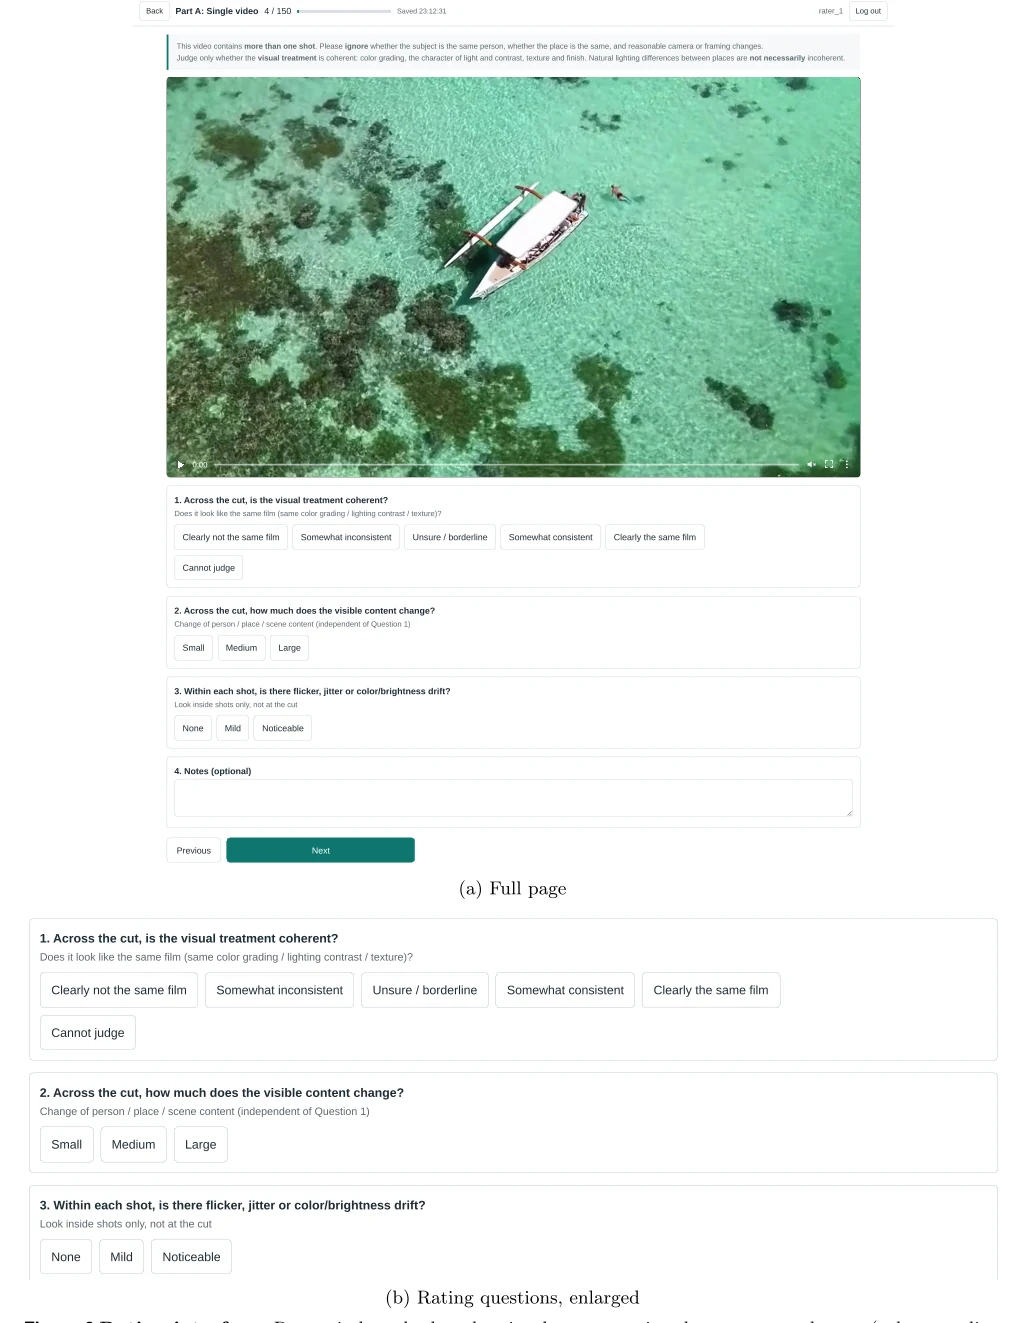 Back Part A: Single video 4 / 150 Saved 23:12:31 rater_1 Log out
This video contains more than one shot. Please ignore whether the subject is the same person, whether the place is the same, and reasonable camera or framing changes.
Judge only whether the visual treatment is coherent: color grading, the character of light and contrast, texture and finish. Natural lighting differences between places are not necessarily incoherent.
0:00
1. Across the cut, is the visual treatment coherent?
Does it look like the same film (same color grading / lighting contrast / texture)?
Clearly not the same film Somewhat inconsistent Unsure / borderline Somewhat consistent Clearly the same film
Cannot judge
2. Across the cut, how much does the visible content change?
Change of person / place / scene content (independent of Question 1)
Small Medium Large
3. Within each shot, is there flicker, jitter or color/brightness drift?
Look inside shots only, not at the cut
None Mild Noticeable
4. Notes (optional)
Previous Next
(a) Full page
1. Across the cut, is the visual treatment coherent?
Does it look like the same film (same color grading / lighting contrast / texture)?
Clearly not the same film Somewhat inconsistent Unsure / borderline Somewhat consistent Clearly the same film
Cannot judge
2. Across the cut, how much does the visible content change?
Change of person / place / scene content (independent of Question 1)
Small Medium Large
3. Within each shot, is there flicker, jitter or color/brightness drift?
Look inside shots only, not at the cut
None Mild Noticeable
(b) Rating questions, enlarged